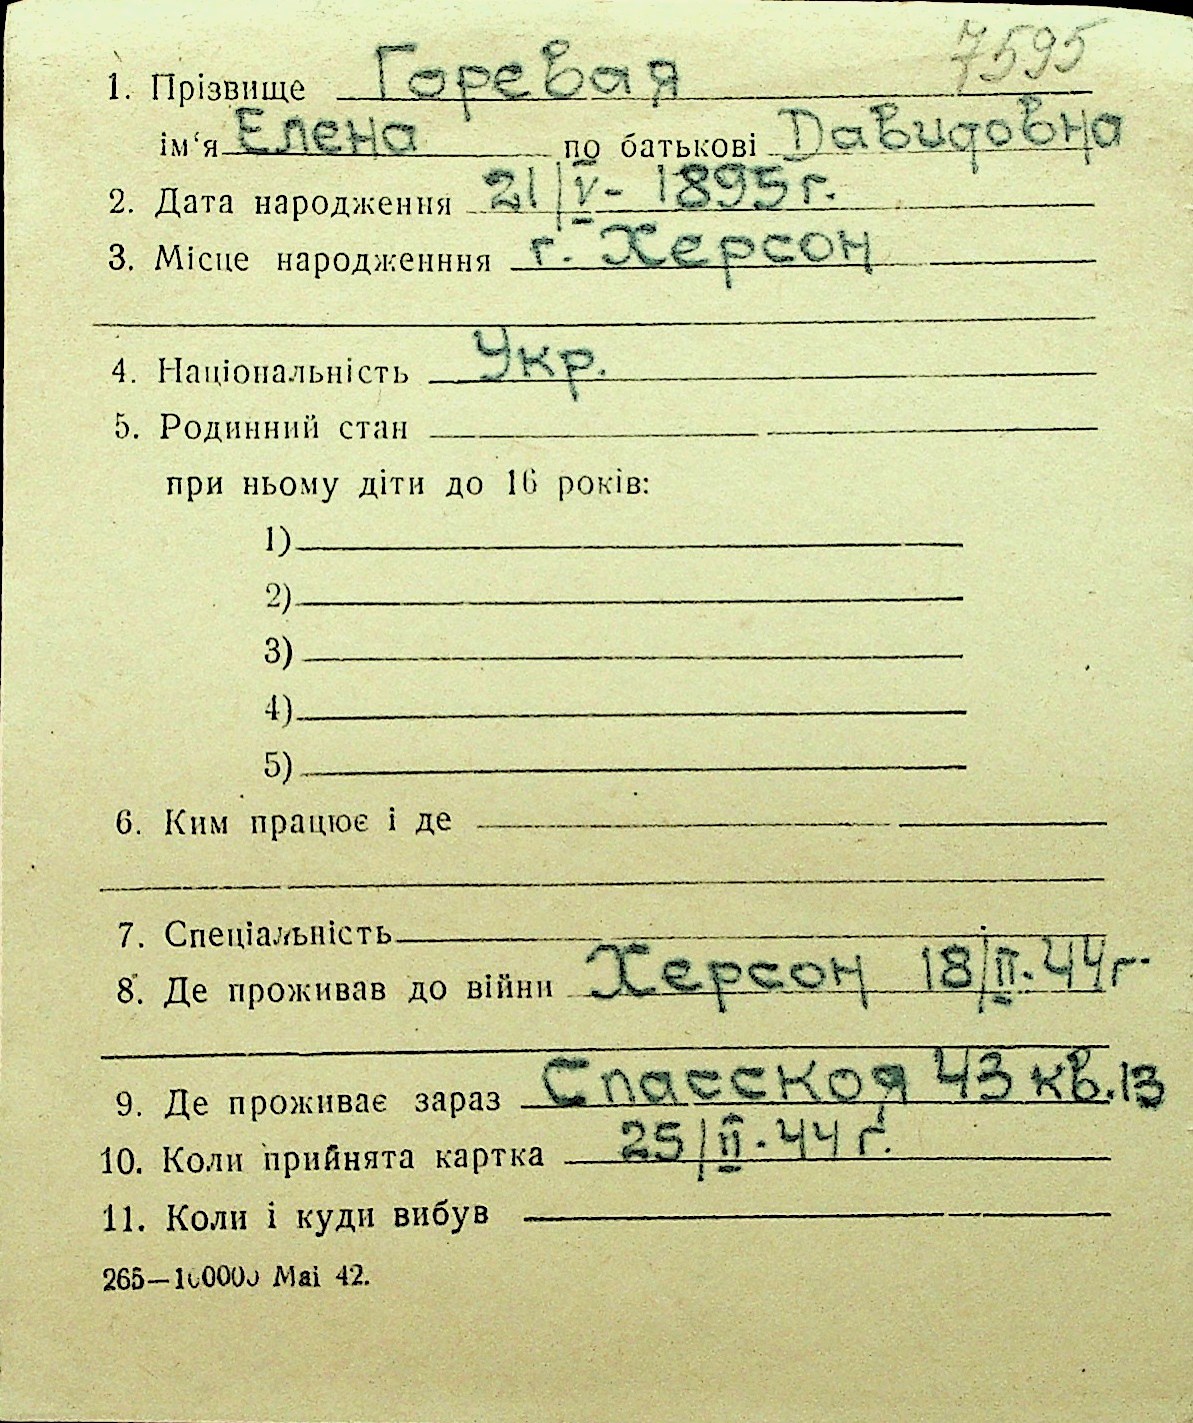 7595
1. Прізвище Горевая
ім‘я Елена по батькові Давидовна
2. Дата народження 21/V - 1895 г.
3. Місце народженння г. Херсон
4. Національність Укр.
5. Родинний стан
при ньому діти до 16 років:
1)
2)
3)
4)
5)
6. Ким працює і де
7. Спеціальність
8. Де проживав до війни Херсон 18/II. 44 г.
9. Де проживає зараз Спасская 43 кв. 13
10. Коли прийнята картка 25/II. 44 г.
11. Коли і куди вибув
265—100000 Mai 42.